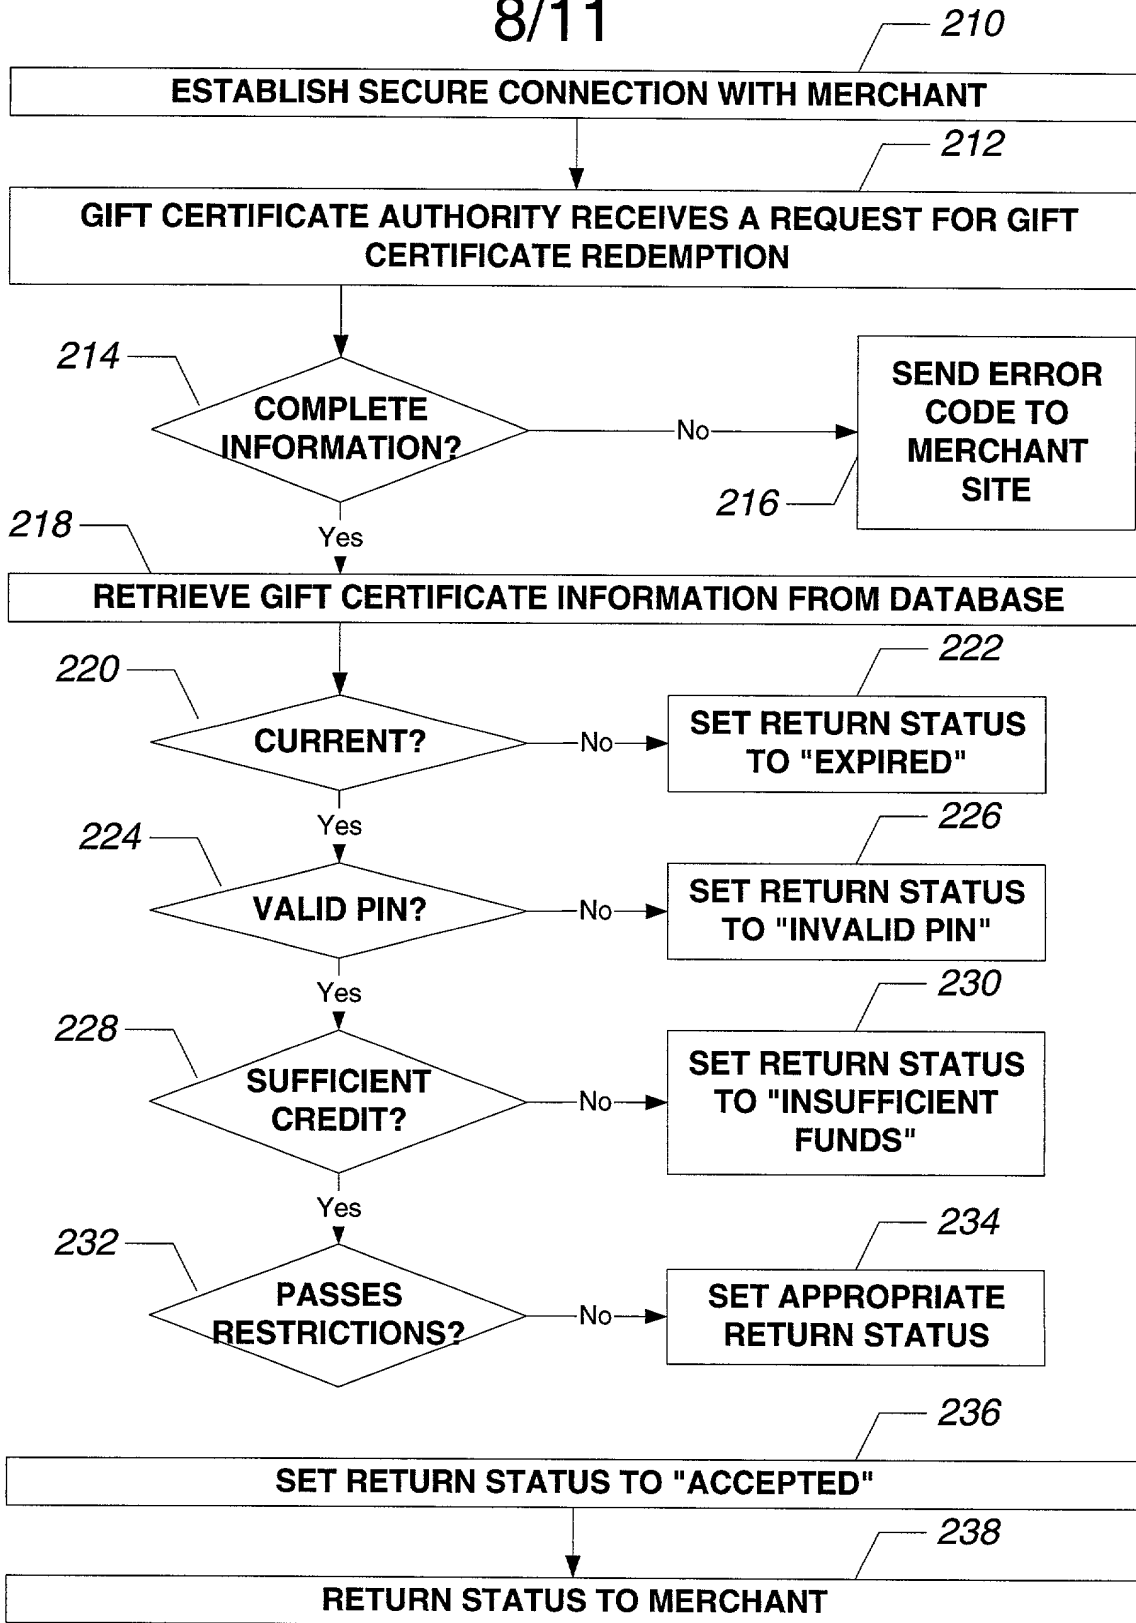 8/11
210
ESTABLISH SECURE CONNECTION WITH MERCHANT
212
GIFT CERTIFICATE AUTHORITY RECEIVES A REQUEST FOR GIFT
CERTIFICATE REDEMPTION
214
COMPLETE
INFORMATION?
No
SEND ERROR
CODE TO
MERCHANT
SITE
216
Yes
218
RETRIEVE GIFT CERTIFICATE INFORMATION FROM DATABASE
220
CURRENT?
No
222
SET RETURN STATUS
TO "EXPIRED"
Yes
224
VALID PIN?
No
226
SET RETURN STATUS
TO "INVALID PIN"
Yes
228
SUFFICIENT
CREDIT?
No
230
SET RETURN STATUS
TO "INSUFFICIENT
FUNDS"
Yes
232
PASSES
RESTRICTIONS?
No
234
SET APPROPRIATE
RETURN STATUS
236
SET RETURN STATUS TO "ACCEPTED"
238
RETURN STATUS TO MERCHANT